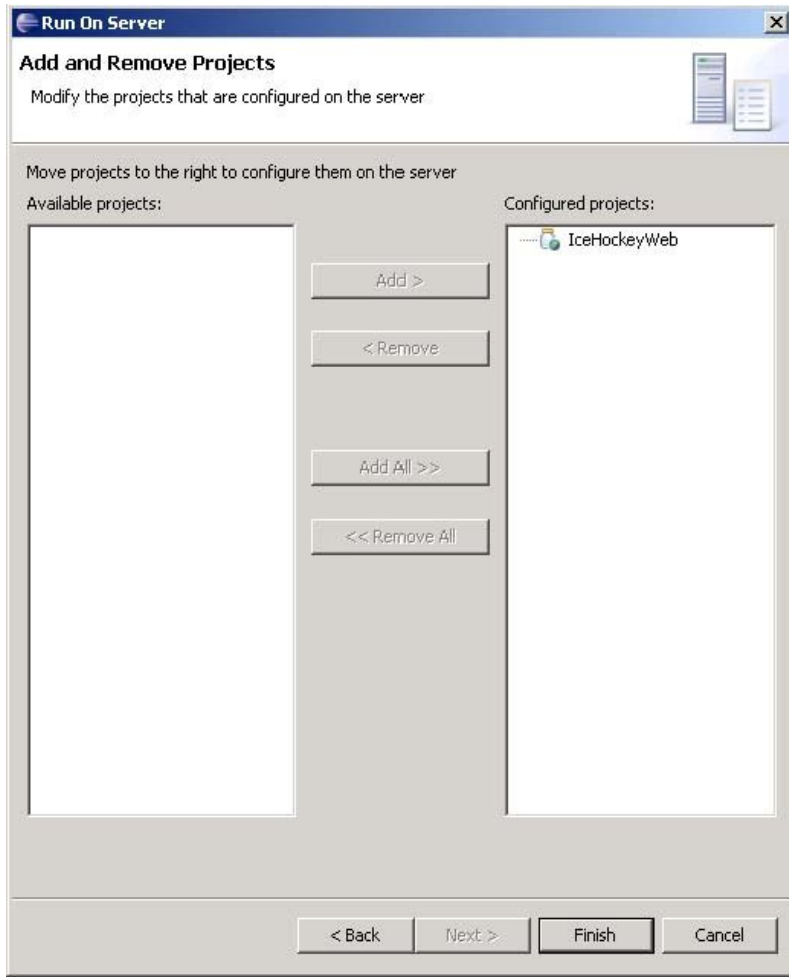 Run On Server
Add and Remove Projects
Modify the projects that are configured on the server
Move projects to the right to configure them on the server
Available projects:
Configured projects:
IceHockeyWeb
Add >
< Remove
Add All >>
<< Remove All
< Back
Next >
Finish
Cancel